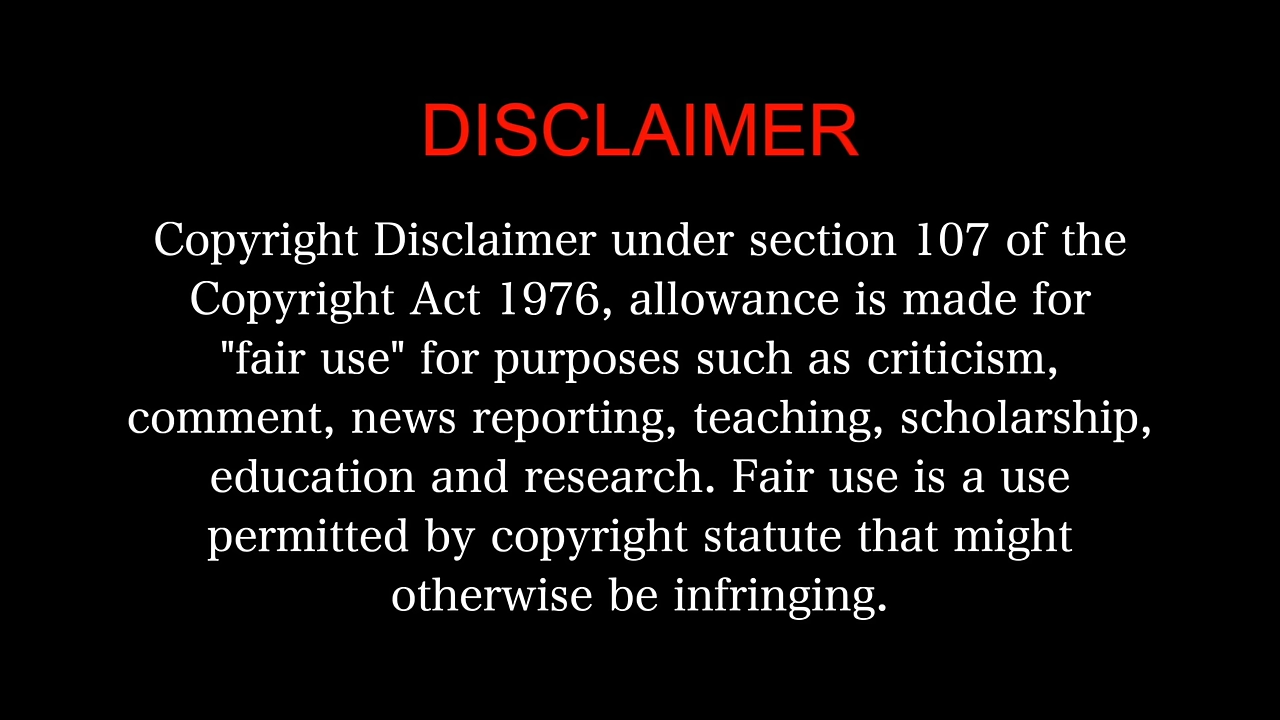 DISCLAIMER
Copyright Disclaimer under section 107 of the
Copyright Act 1976, allowance is made for
"fair use" for purposes such as criticism,
comment, news reporting, teaching, scholarship,
education and research. Fair use is a use
permitted by copyright statute that might
otherwise be infringing.